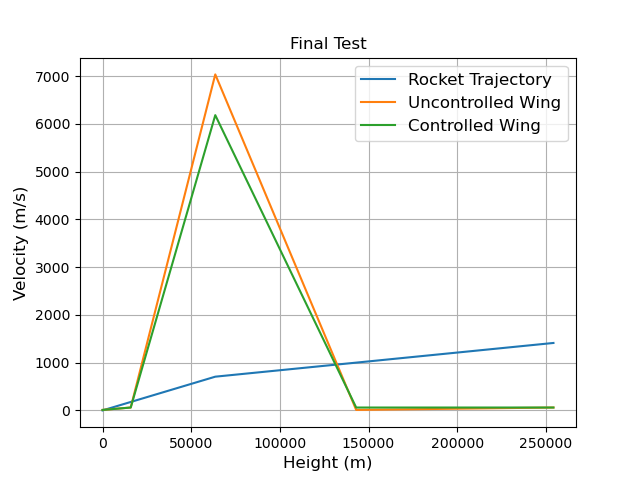 Final Test
Rocket Trajectory
Uncontrolled Wing
Controlled Wing
7000
6000
5000
4000
3000
2000
1000
0
Velocity (m/s)
0 50000 100000 150000 200000 250000
Height (m)